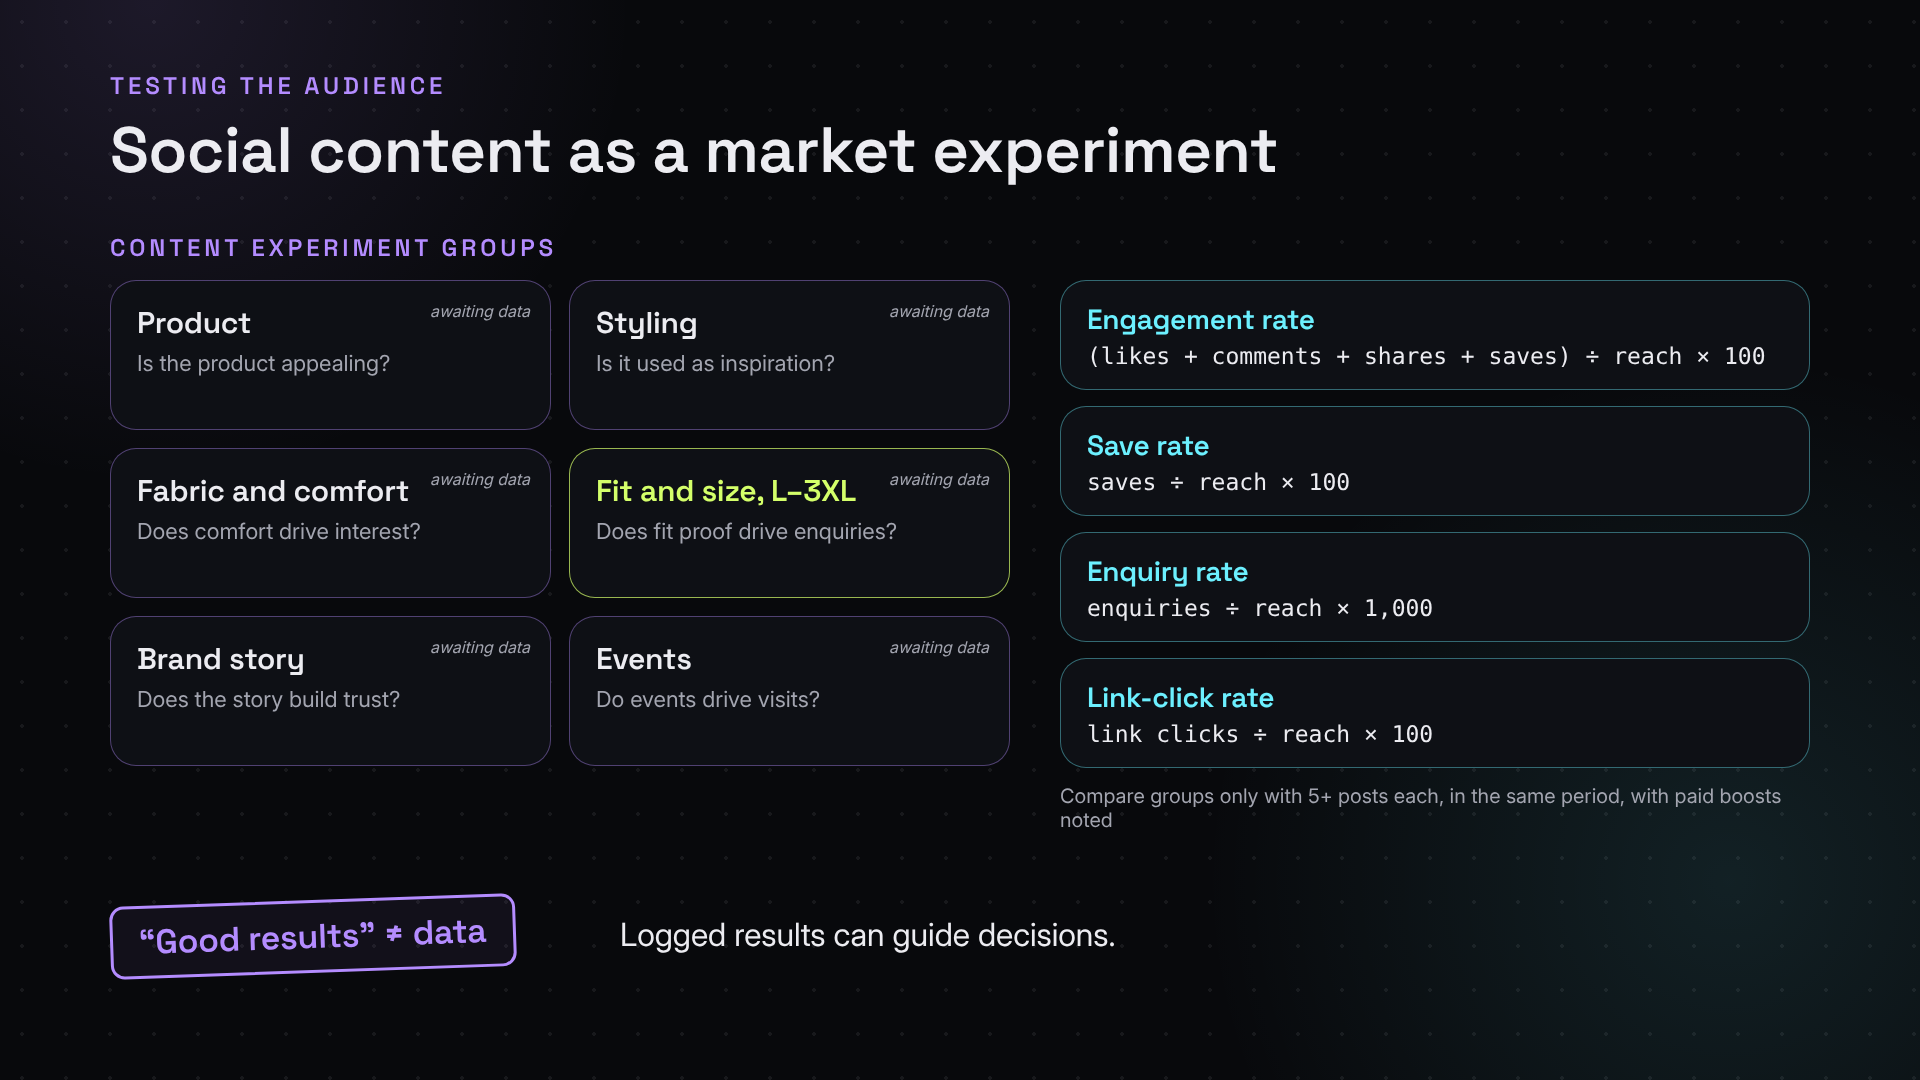 TESTING THE AUDIENCE
Social content as a market experiment
CONTENT EXPERIMENT GROUPS
Product
awaiting data
Is the product appealing?
Styling
awaiting data
Is it used as inspiration?
Fabric and comfort
awaiting data
Does comfort drive interest?
Fit and size, L–3XL
awaiting data
Does fit proof drive enquiries?
Brand story
awaiting data
Does the story build trust?
Events
awaiting data
Do events drive visits?
Engagement rate
(likes + comments + shares + saves) ÷ reach × 100
Save rate
saves ÷ reach × 100
Enquiry rate
enquiries ÷ reach × 1,000
Link-click rate
link clicks ÷ reach × 100
Compare groups only with 5+ posts each, in the same period, with paid boosts
noted
“Good results” ≠ data
Logged results can guide decisions.